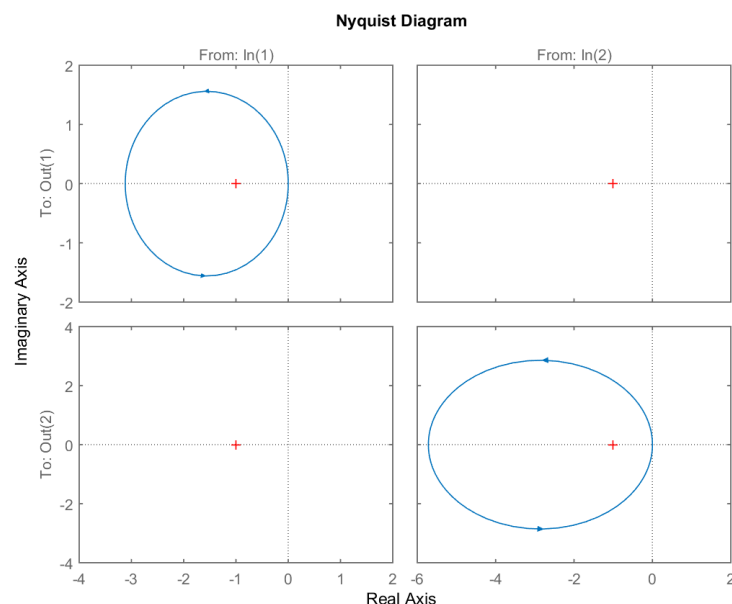 Nyquist Diagram
From: In(1)
From: In(2)
To: Out(1)
2
1
0
-1
-2
Imaginary Axis
To: Out(2)
4
2
0
-2
-4
-4 -3 -2 -1 0 1 2
-6 -4 -2 0 2
Real Axis